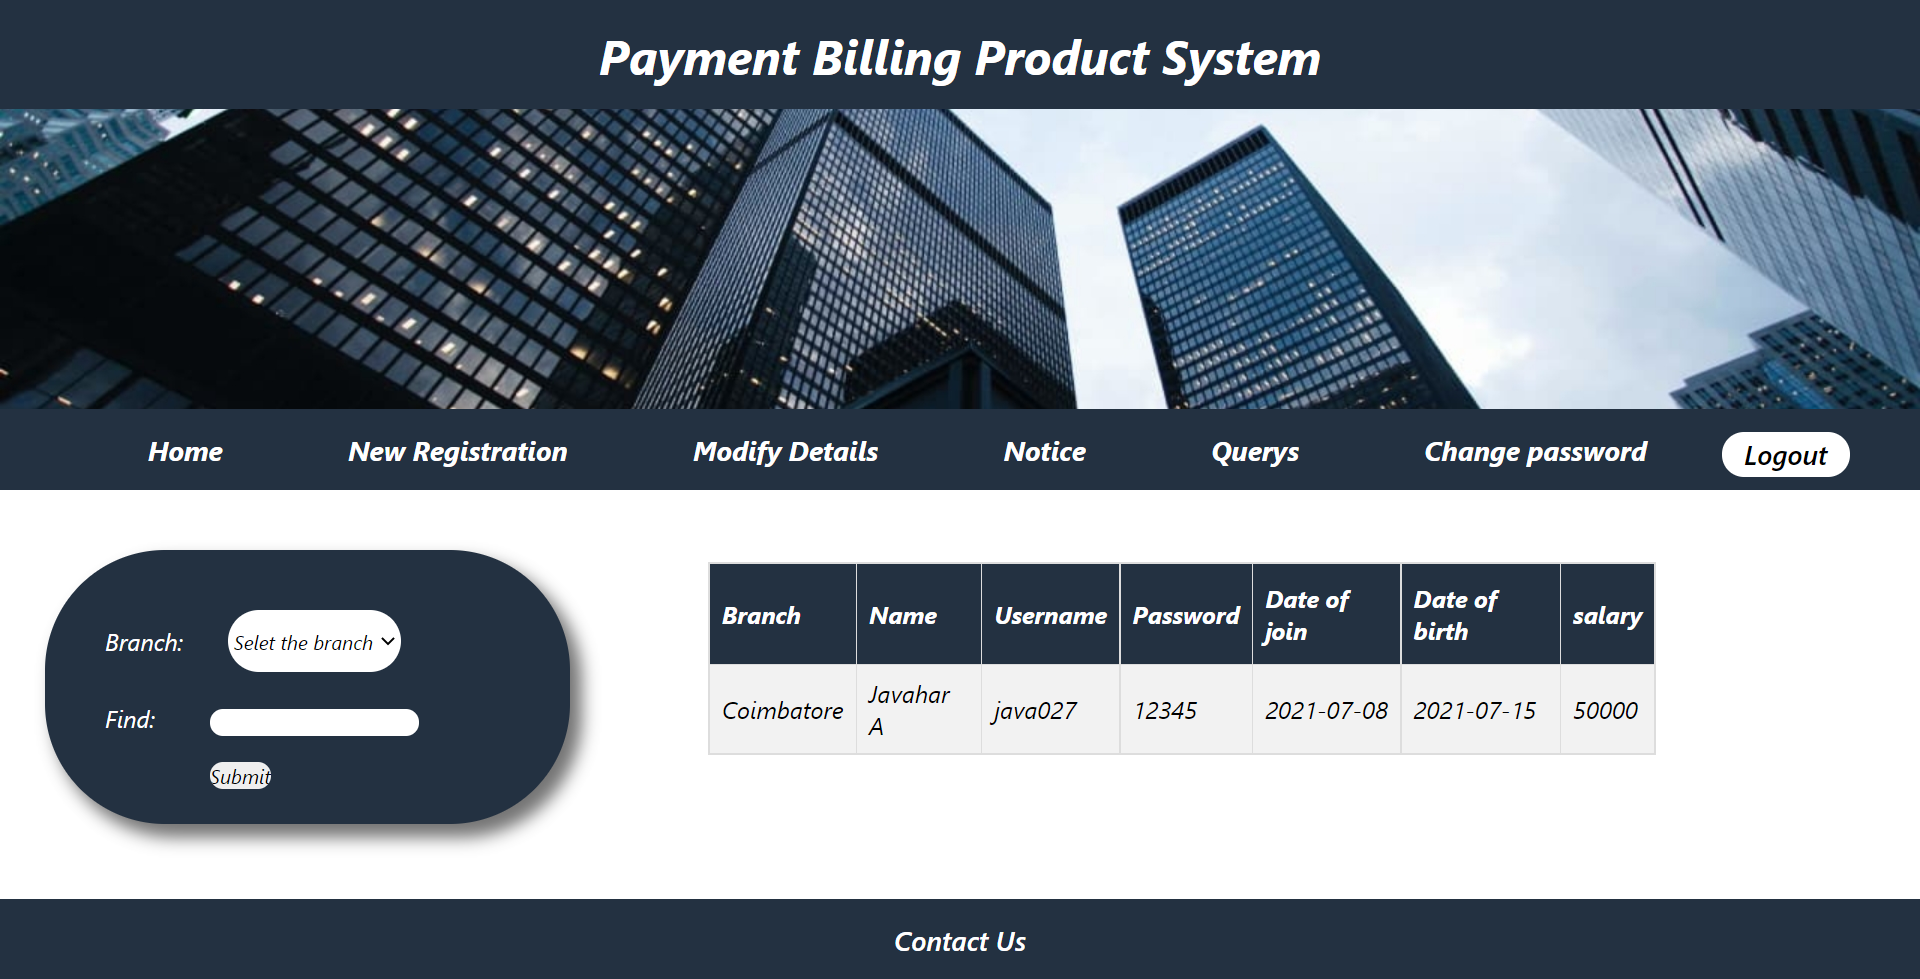 Payment Billing Product System
Home New Registration Modify Details Notice Querys Change password Logout
Branch: Selet the branch
Find:
Submit
Branch Name Username Password Date of join Date of birth salary
Coimbatore Javahar A java027 12345 2021-07-08 2021-07-15 50000
Contact Us